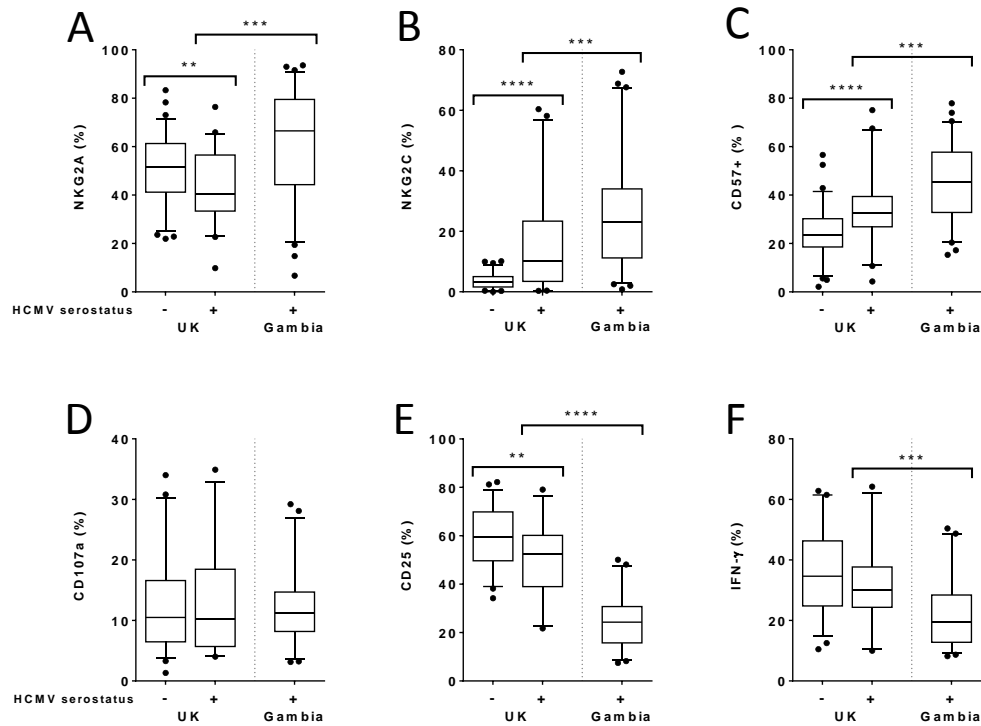 A
NKG2A (%)
100
80
60
40
20
0
**
***
HCMV serostatus
- + +
UK Gambia
B
NKG2C (%)
80
60
40
20
0
****
***
- + +
UK Gambia
C
CD57+ (% )
100
80
60
40
20
0
****
***
- + +
UK Gambia
D
CD107a (%)
40
30
20
10
0
HCMV serostatus
- + +
UK Gambia
E
CD25 (%)
100
80
60
40
20
0
**
****
- + +
UK Gambia
F
IFN-γ (%)
80
60
40
20
0
***
- + +
UK Gambia